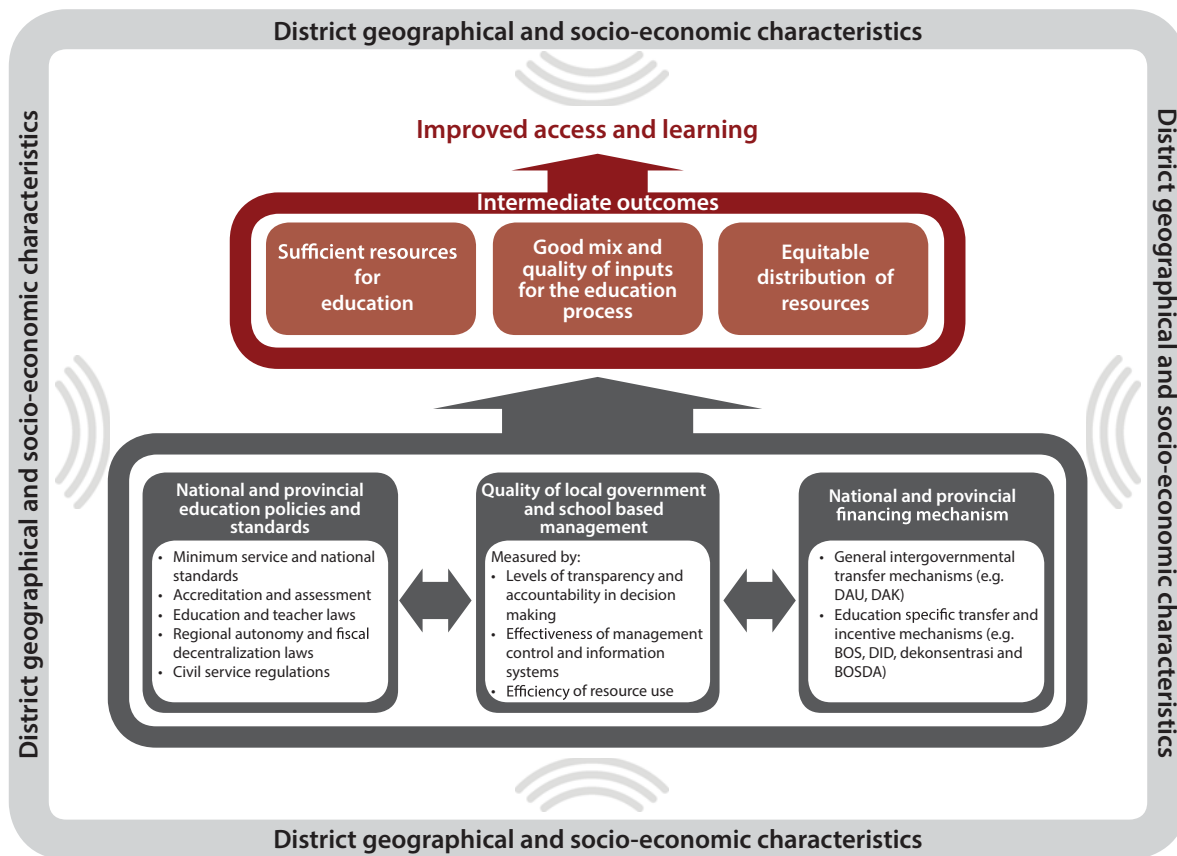 District geographical and socio-economic characteristics
District geographical and socio-economic characteristics
District geographical and socio-economic characteristics
Improved access and learning
Intermediate outcomes
Sufficient resources
for
education
Good mix and
quality of inputs
for the education
process
Equitable
distribution of
resources
National and provincial
education policies and
standards
• Minimum service and national
standards
• Accreditation and assessment
• Education and teacher laws
• Regional autonomy and fiscal
decentralization laws
• Civil service regulations
Quality of local government
and school based
management
Measured by:
• Levels of transparency and
accountability in decision
making
• Effectiveness of management
control and information
systems
• Efficiency of resource use
National and provincial
financing mechanism
• General intergovernmental
transfer mechanisms (e.g.
DAU, DAK)
• Education specific transfer and
incentive mechanisms (e.g.
BOS, DID, dekonsentrasi and
BOSDA)
District geographical and socio-economic characteristics